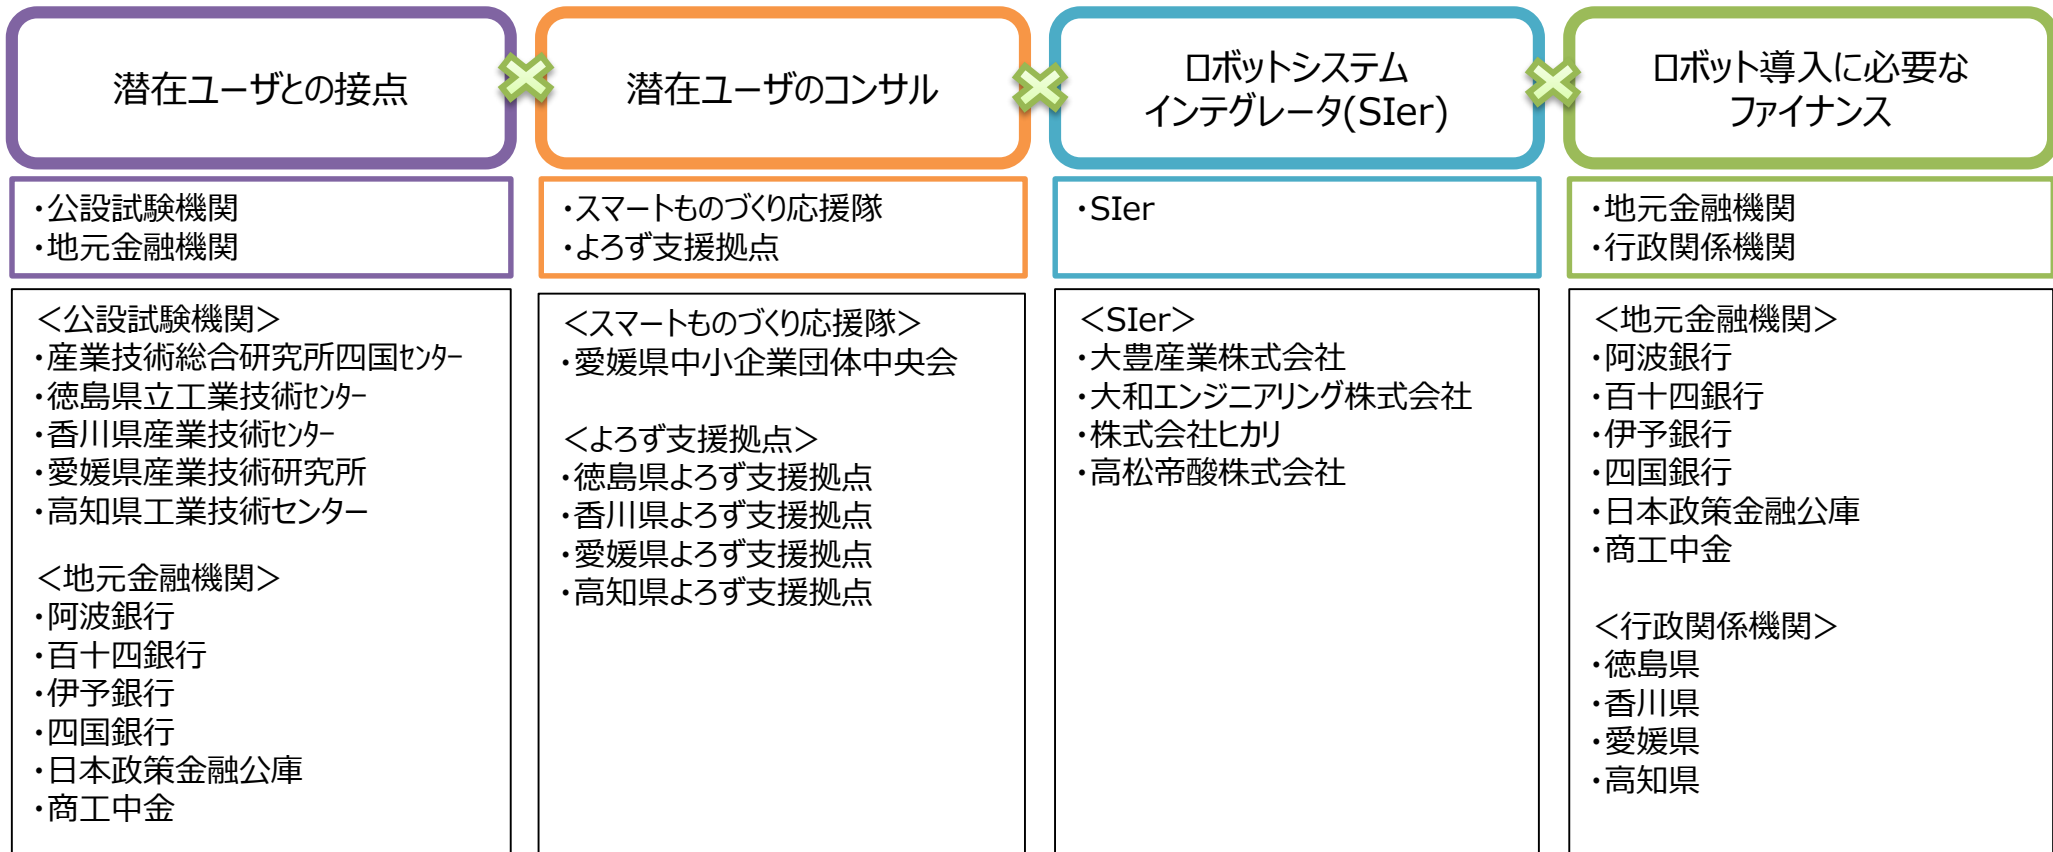 潜在ユーザとの接点
潜在ユーザのコンサル
ロボットシステム
インテグレータ(SIer)
ロボット導入に必要な
ファイナンス
・公設試験機関
・地元金融機関
・スマートものづくり応援隊
・よろず支援拠点
・SIer
・地元金融機関
・行政関係機関
＜公設試験機関＞
・産業技術総合研究所四国ｾﾝﾀｰ
・徳島県立工業技術ｾﾝﾀｰ
・香川県産業技術ｾﾝﾀｰ
・愛媛県産業技術研究所
・高知県工業技術センター
＜地元金融機関＞
・阿波銀行
・百十四銀行
・伊予銀行
・四国銀行
・日本政策金融公庫
・商工中金
＜スマートものづくり応援隊＞
・愛媛県中小企業団体中央会
＜よろず支援拠点＞
・徳島県よろず支援拠点
・香川県よろず支援拠点
・愛媛県よろず支援拠点
・高知県よろず支援拠点
＜SIer＞
・大豊産業株式会社
・大和エンジニアリング株式会社
・株式会社ヒカリ
・高松帝酸株式会社
＜地元金融機関＞
・阿波銀行
・百十四銀行
・伊予銀行
・四国銀行
・日本政策金融公庫
・商工中金
＜行政関係機関＞
・徳島県
・香川県
・愛媛県
・高知県